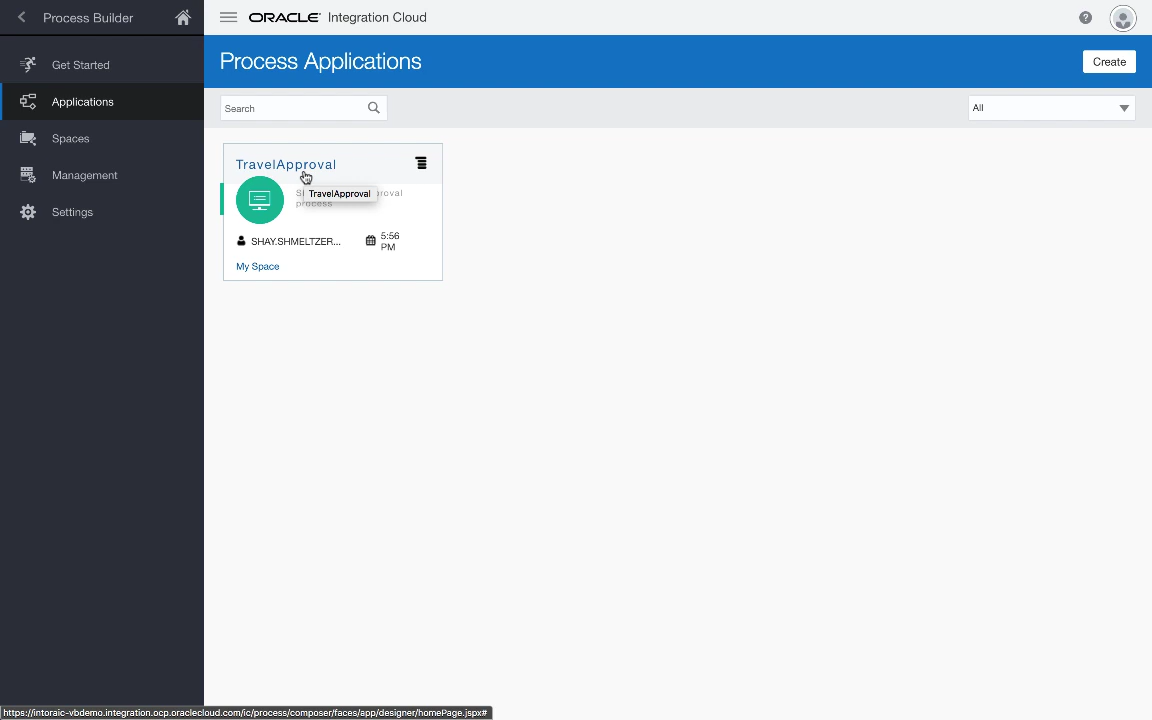 Process Builder
ORACLE Integration Cloud
Get Started
Applications
Spaces
Management
Settings
Process Applications
Create
Search
All
TravelApproval
TravelApproval
process
SHAY.SHMELTZER...
5:56
PM
My Space
https://intoraic-vbdemo.integration.ocp.oraclecloud.com/ic/process/composer/faces/app/designer/homePage.jspx#